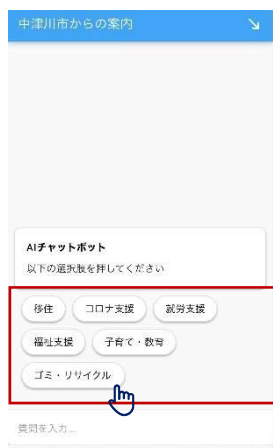 中津川市からの案内
AIチャットボット
以下の選択肢を押してください
移住 コロナ支援 就労支援
福祉支援 子育て・教育
ゴミ・リサイクル
質問を入力...